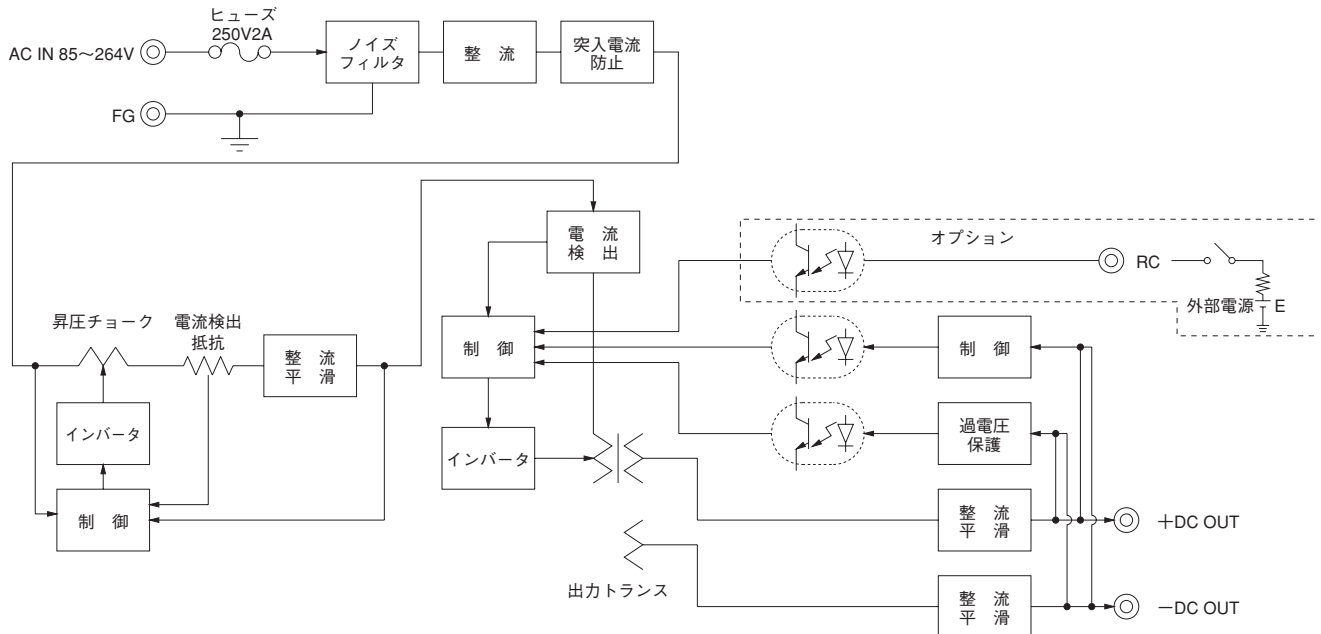 ヒューズ
250V2A
AC IN 85～264V
ノイズ
フィルタ
整 流
突入電流
防止
FG
電 流
検 出
オプション
RC
外部電源
E
昇圧チョーク
電流検出
抵抗
整 流
平 滑
制 御
制 御
インバータ
過電圧
保護
インバータ
制 御
整 流
平 滑
＋DC OUT
出力トランス
整 流
平 滑
－DC OUT